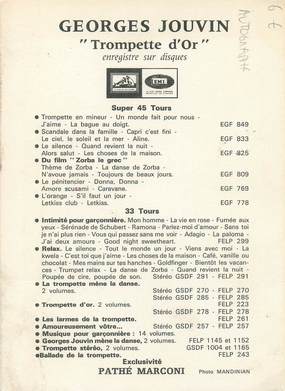 GEORGES JOUVIN
" Trompette d'Or "
enregistre sur disques
AUTOGRAFE
6 €
EMI
Super 45 Tours
● Trompette en mineur - Un monde fait pour nous -
J'aime - La bague au doigt. EGF 849
● Scandale dans la famille - Capri c'est fini -
Le ciel, le soleil et la mer - Aline. EGF 833
● Le silence - Quand revient la nuit -
Alors salut - Les choses de la maison. EGF 825
● Du film " Zorba le grec "
Thème de Zorba - La danse de Zorba -
N'avoue jamais - Toujours de beaux jours. EGF 809
● Le pénitencier - Donna, Donna -
Amore scusami - Caravane. EGF 769
● L'orange - S'il faut un jour -
Letkiss club - Letkiss. EGF 778
33 Tours
● Intimité pour garçonnière. Mon homme - La vie en rose - Fumée aux
yeux - Sérénade de Schubert - Ramona - Parlez-moi d'amour - Sans toi
je n'ai plus rien - Vous qui passez sans me voir - Adagio - La paloma -
J'ai deux amours - Good night sweetheart. FELP 299
● Relax. Le silence - Tout le monde un jour - Viens avec moi - La
kwela - C'est toi que j'aime - Les choses de la maison - Café, vanille ou
chocolat - Mes mains sur tes hanches - Goldfinger - Bientôt les vacan-
ces - Trumpet relax - La danse de Zorba - Quand revient la nuit -
Poupée de cire, poupée de son. Stéréo GSDF 291 - FELP 291
● La trompette mène la danse.
2 volumes. Stéréo GSDF 270 - FELP 270
Stéréo GSDF 285 - FELP 285
● Trompette d'or. 2 volumes. FELP 223
FELP 278
● Les larmes de la trompette. FELP 261
● Amoureusement vôtre... Stéréo GSDF 257 - FELP 257
● Musique pour garçonnière : 14 volumes.
● Georges Jouvin mène la danse, 2 volumes. FELP 1145 et 1152
● Trompette stéréo, 2 volumes. GSDF 1004 et 1165
● Ballade de la trompette. FELP 243
Exclusivité
PATHÉ MARCONI
Photo MANDINIAN